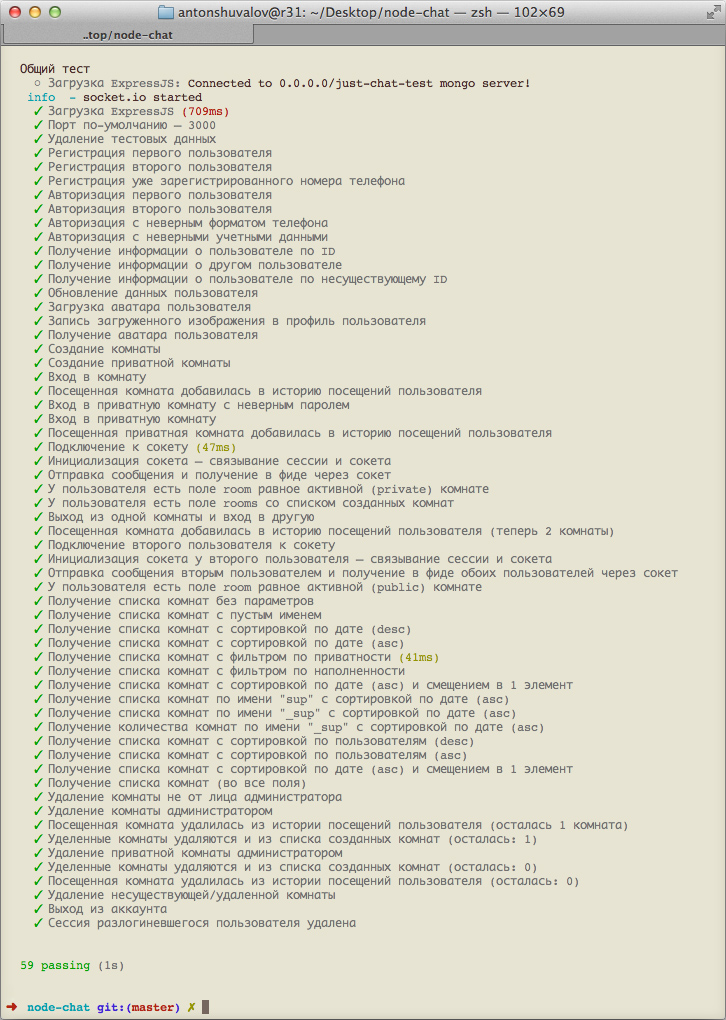 antonshuvalov@r31: ~/Desktop/node-chat — zsh — 102×69
..top/node-chat
Общий тест
○ Загрузка ExpressJS: Connected to 0.0.0.0/just-chat-test mongo server!
info - socket.io started
✓ Загрузка ExpressJS (709ms)
✓ Порт по-умолчанию — 3000
✓ Удаление тестовых данных
✓ Регистрация первого пользователя
✓ Регистрация второго пользователя
✓ Регистрация уже зарегистрированного номера телефона
✓ Авторизация первого пользователя
✓ Авторизация второго пользователя
✓ Авторизация с неверным форматом телефона
✓ Авторизация с неверными учетными данными
✓ Получение информации о пользователе по ID
✓ Получение информации о другом пользователе
✓ Получение информации о пользователе по несуществующему ID
✓ Обновление данных пользователя
✓ Загрузка аватара пользователя
✓ Запись загруженного изображения в профиль пользователя
✓ Получение аватара пользователя
✓ Создание комнаты
✓ Создание приватной комнаты
✓ Вход в комнату
✓ Посещенная комната добавилась в историю посещений пользователя
✓ Вход в приватную комнату с неверным паролем
✓ Вход в приватную комнату
✓ Посещенная приватная комната добавилась в историю посещений пользователя
✓ Подключение к сокету (47ms)
✓ Инициализация сокета — связывание сессии и сокета
✓ Отправка сообщения и получение в фиде через сокет
✓ У пользователя есть поле room равное активной (private) комнате
✓ У пользователя есть поле rooms со списком созданных комнат
✓ Выход из одной комнаты и вход в другую
✓ Посещенная комната добавилась в историю посещений пользователя (теперь 2 комнаты)
✓ Подключение второго пользователя к сокету
✓ Инициализация сокета у второго пользователя — связывание сессии и сокета
✓ Отправка сообщения вторым пользователем и получение в фиде обоих пользователей через сокет
✓ У пользователя есть поле room равное активной (public) комнате
✓ Получение списка комнат без параметров
✓ Получение списка комнат с пустым именем
✓ Получение списка комнат с сортировкой по дате (desc)
✓ Получение списка комнат с сортировкой по дате (asc)
✓ Получение списка комнат с фильтром по приватности (41ms)
✓ Получение списка комнат с фильтром по наполненности
✓ Получение списка комнат с сортировкой по дате (asc) и смещением в 1 элемент
✓ Получение списка комнат по имени "sup" с сортировкой по дате (asc)
✓ Получение списка комнат по имени "_sup" с сортировкой по дате (asc)
✓ Получение количества комнат по имени "_sup" с сортировкой по дате (asc)
✓ Получение списка комнат с сортировкой по пользователям (desc)
✓ Получение списка комнат с сортировкой по пользователям (asc)
✓ Получение списка комнат с сортировкой по дате (asc) и смещением в 1 элемент
✓ Получение списка комнат (во все поля)
✓ Удаление комнаты не от лица администратора
✓ Удаление комнаты администратором
✓ Посещенная комната удалилась из истории посещений пользователя (осталась 1 комната)
✓ Уделенные комнаты удаляются и из списка созданных комнат (осталась: 1)
✓ Удаление приватной комнаты администратором
✓ Уделенные комнаты удаляются и из списка созданных комнат (осталась: 0)
✓ Посещенная комната удалилась из истории посещений пользователя (осталась: 0)
✓ Удаление несуществующей/удаленной комнаты
✓ Выход из аккаунта
✓ Сессия разлогиневшегося пользователя удалена
59 passing (1s)
➜ node-chat git:(master) ✗